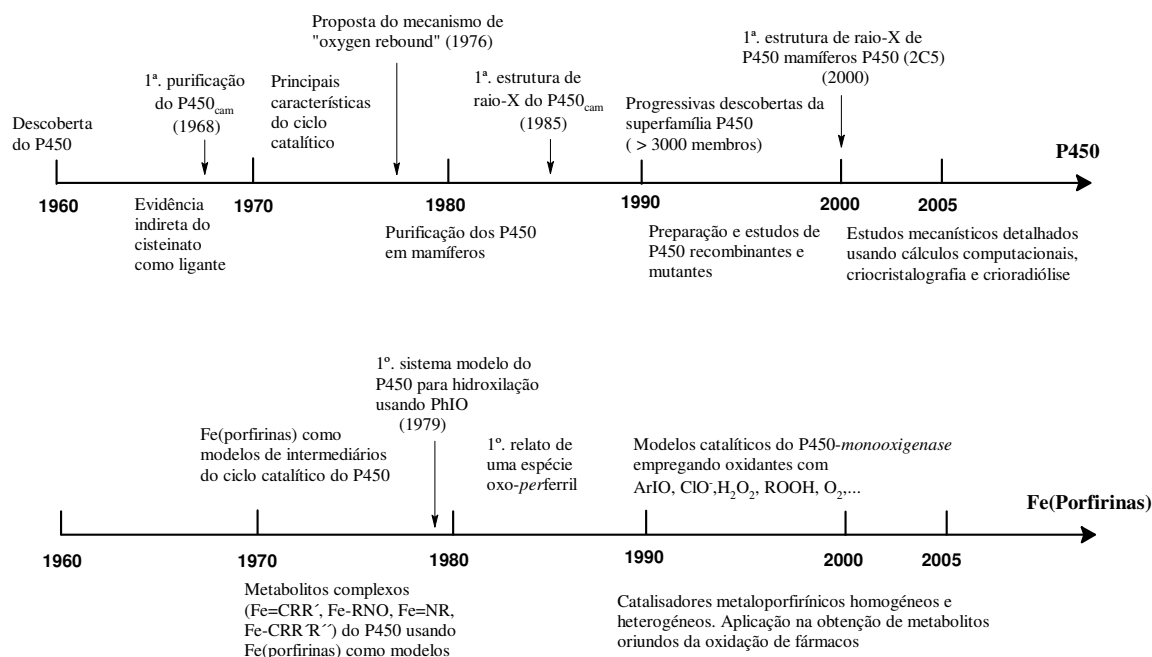 Proposta do mecanismo de
"oxygen rebound" (1976)
1ª. estrutura de raio-X de
P450 mamíferos P450 (2C5)
(2000)
1ª. purificação
do P450cam
(1968)
Principais
características
do ciclo
catalítico
1ª. estrutura de
raio-X do P450cam
(1985)
Progressivas descobertas da
superfamília P450
( > 3000 membros)
Descoberta
do P450
P450
1960
1970
1980
1990
2000
2005
Evidência
indireta do
cisteinato
como ligante
Purificação dos P450
em mamíferos
Preparação e estudos de
P450 recombinantes e
mutantes
Estudos mecanísticos detalhados
usando cálculos computacionais,
criocristalografia e crioradiólise
1º. sistema modelo do
P450 para hidroxilação
usando PhIO
(1979)
Fe(porfirinas) como
modelos de intermediários
do ciclo catalítico do P450
1º. relato de
uma espécie
oxo-perferril
Modelos catalíticos do P450-monooxigenase
empregando oxidantes com
ArIO, ClO⁻,H₂O₂, ROOH, O₂,...
Fe(Porfirinas)
1960
1970
1980
1990
2000
2005
Metabolitos complexos
(Fe=CRR´, Fe-RNO, Fe=NR,
Fe-CRR´R´´) do P450 usando
Fe(porfirinas) como modelos
Catalisadores metaloporfirínicos homogéneos e
heterogéneos. Aplicação na obtenção de metabolitos
oriundos da oxidação de fármacos